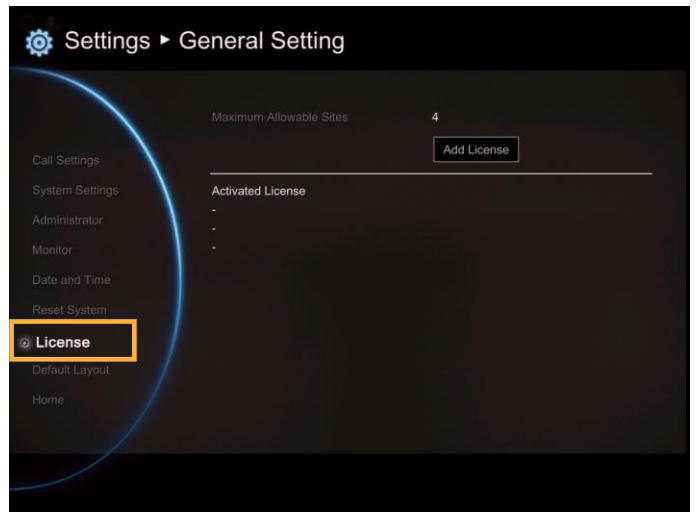 Settings ► General Setting
Maximum Allowable Sites 4
Add License
Call Settings
System Settings
Activated License
-
-
-
Administrator
Monitor
Date and Time
Reset System
License
Default Layout
Home